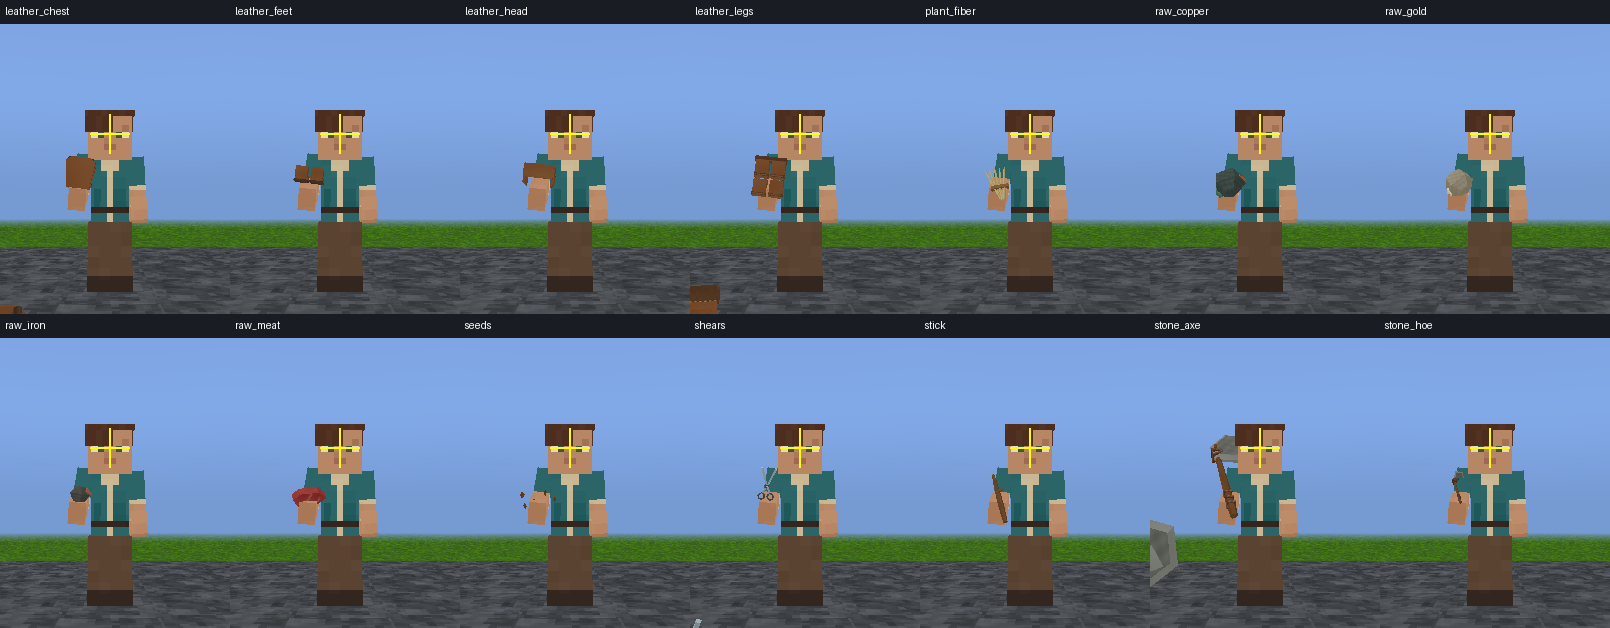 leather_chest
leather_feet
leather_head
leather_legs
plant_fiber
raw_copper
raw_gold
raw_iron
raw_meat
seeds
shears
stick
stone_axe
stone_hoe